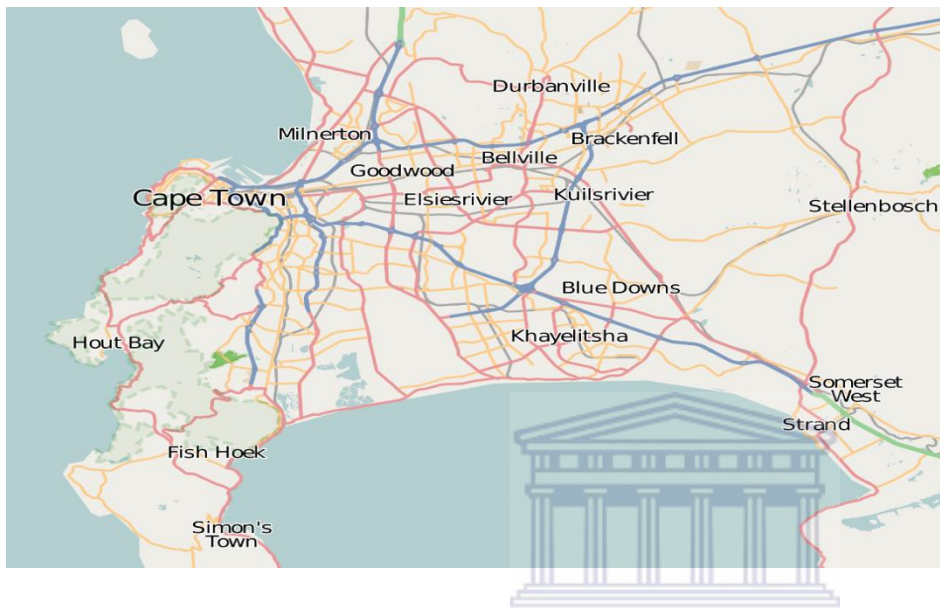 Durbanville
Milnerton
Brackenfell
Bellville
Goodwood
Elsiesrivier
Kuilsrivier
Cape Town
Stellenbosch
Blue Downs
Khayelitsha
Hout Bay
Somerset
West
Strand
Fish Hoek
Simon's
Town